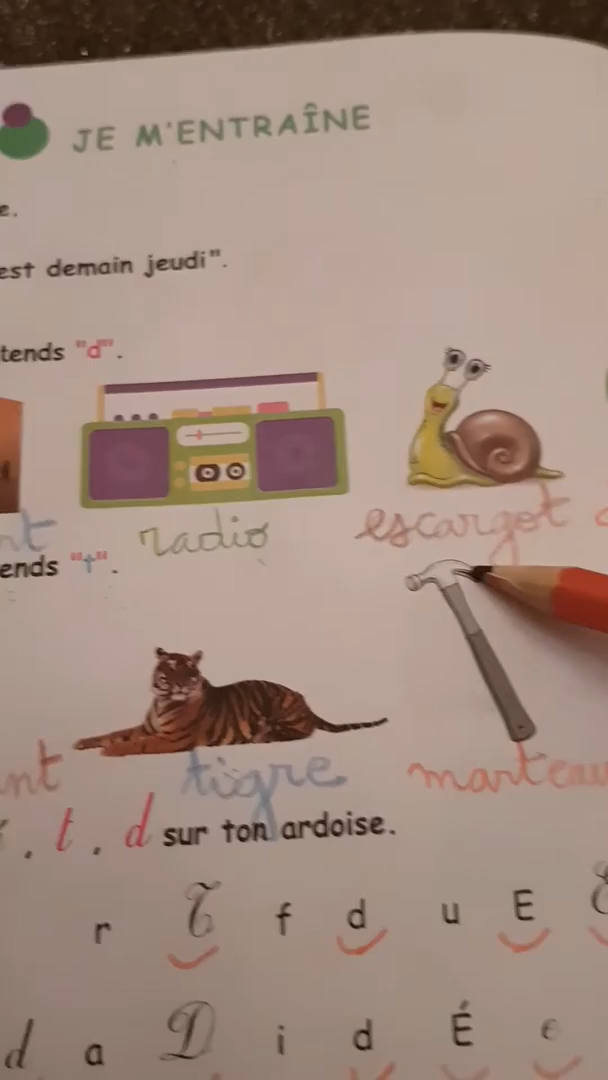 JE M'ENTRAÎNE
e.
est demain jeudi".
tends "d".
nt radio escargot
ends "t".
nt tigre marteau
. t . d sur ton ardoise.
r T f d u E
d a D i d É e